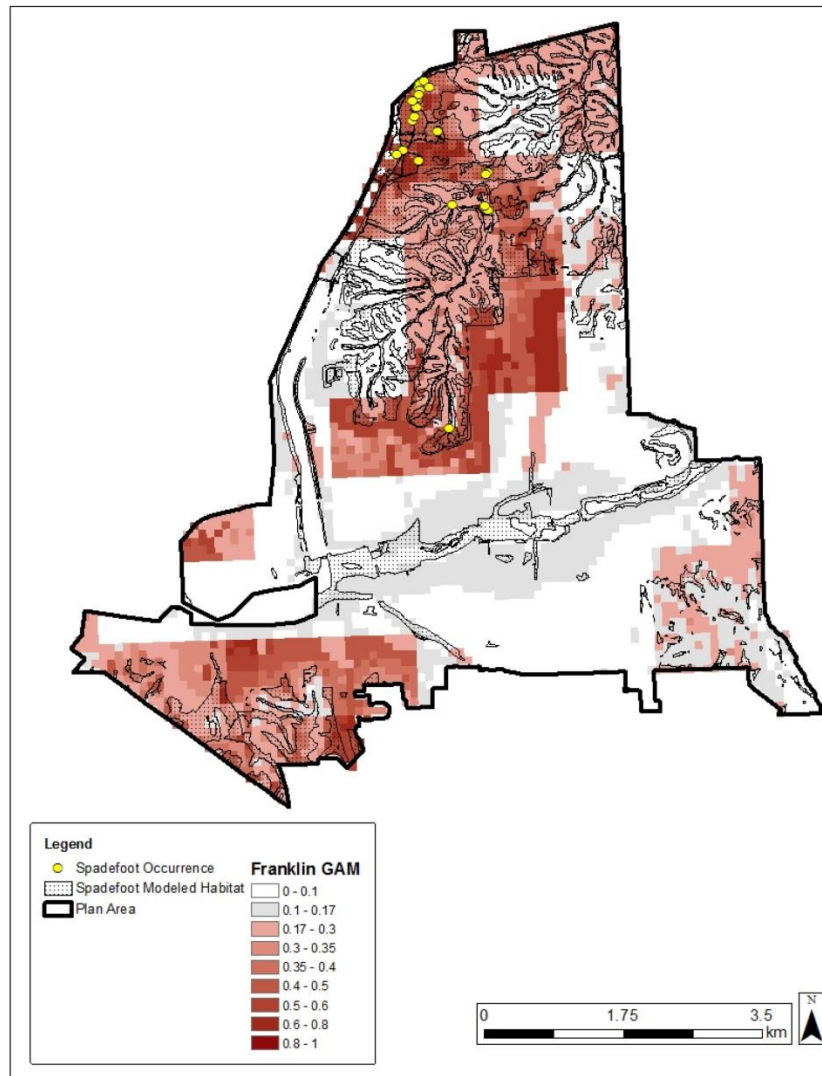 Legend
Spadefoot Occurrence
Spadefoot Modeled Habitat
Plan Area
Franklin GAM
0 - 0.1
0.1 - 0.17
0.17 - 0.3
0.3 - 0.35
0.35 - 0.4
0.4 - 0.5
0.5 - 0.6
0.6 - 0.8
0.8 - 1
0 1.75 3.5
km
N